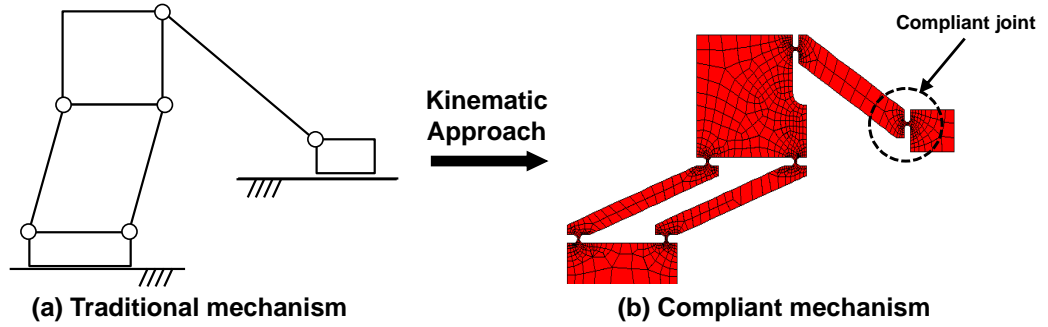 Compliant joint
Kinematic
Approach
(a) Traditional mechanism
(b) Compliant mechanism